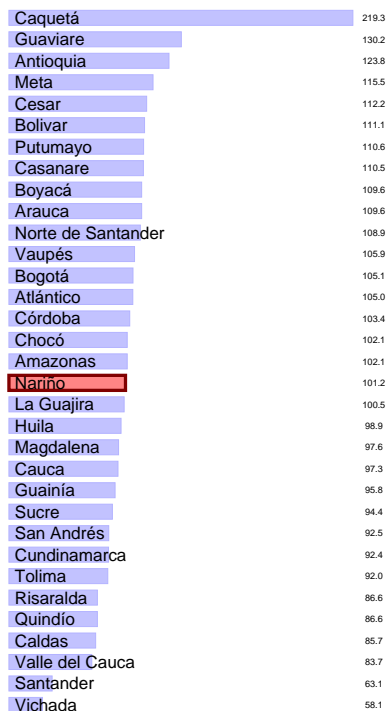 Caquetá 219.3
Guaviare 130.2
Antioquia 123.8
Meta 115.5
Cesar 112.2
Bolivar 111.1
Putumayo 110.6
Casanare 110.5
Boyacá 109.6
Arauca 109.6
Norte de Santander 108.9
Vaupés 105.9
Bogotá 105.1
Atlántico 105.0
Córdoba 103.4
Chocó 102.1
Amazonas 102.1
Nariño 101.2
La Guajira 100.5
Huila 98.9
Magdalena 97.6
Cauca 97.3
Guainía 95.8
Sucre 94.4
San Andrés 92.5
Cundinamarca 92.4
Tolima 92.0
Risaralda 86.6
Quindío 86.6
Caldas 85.7
Valle del Cauca 83.7
Santander 63.1
Vichada 58.1